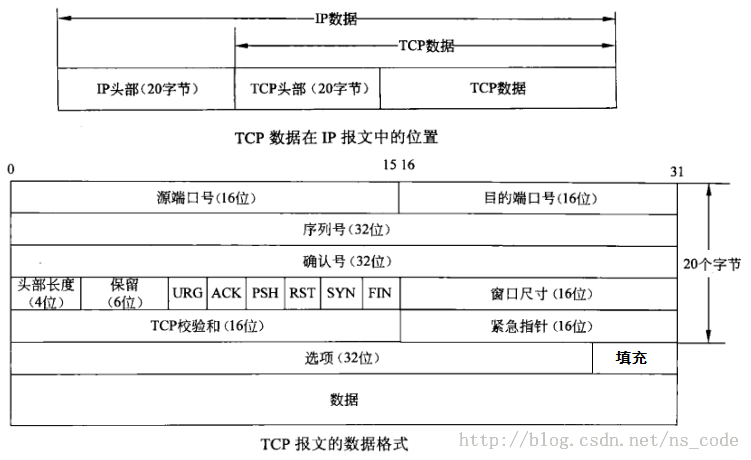 IP数据
TCP数据
IP头部(20字节) TCP头部(20字节) TCP数据
TCP 数据在 IP 报文中的位置
0 15 16 31
源端口号(16位) 目的端口号(16位)
序列号(32位)
确认号(32位)
20个字节
头部长度 保留 URG ACK PSH RST SYN FIN 窗口尺寸(16位)
(4位) (6位)
TCP校验和(16位) 紧急指针(16位)
选项(32位) 填充
数据
TCP 报文的数据格式
http://blog.csdn.net/ns_code